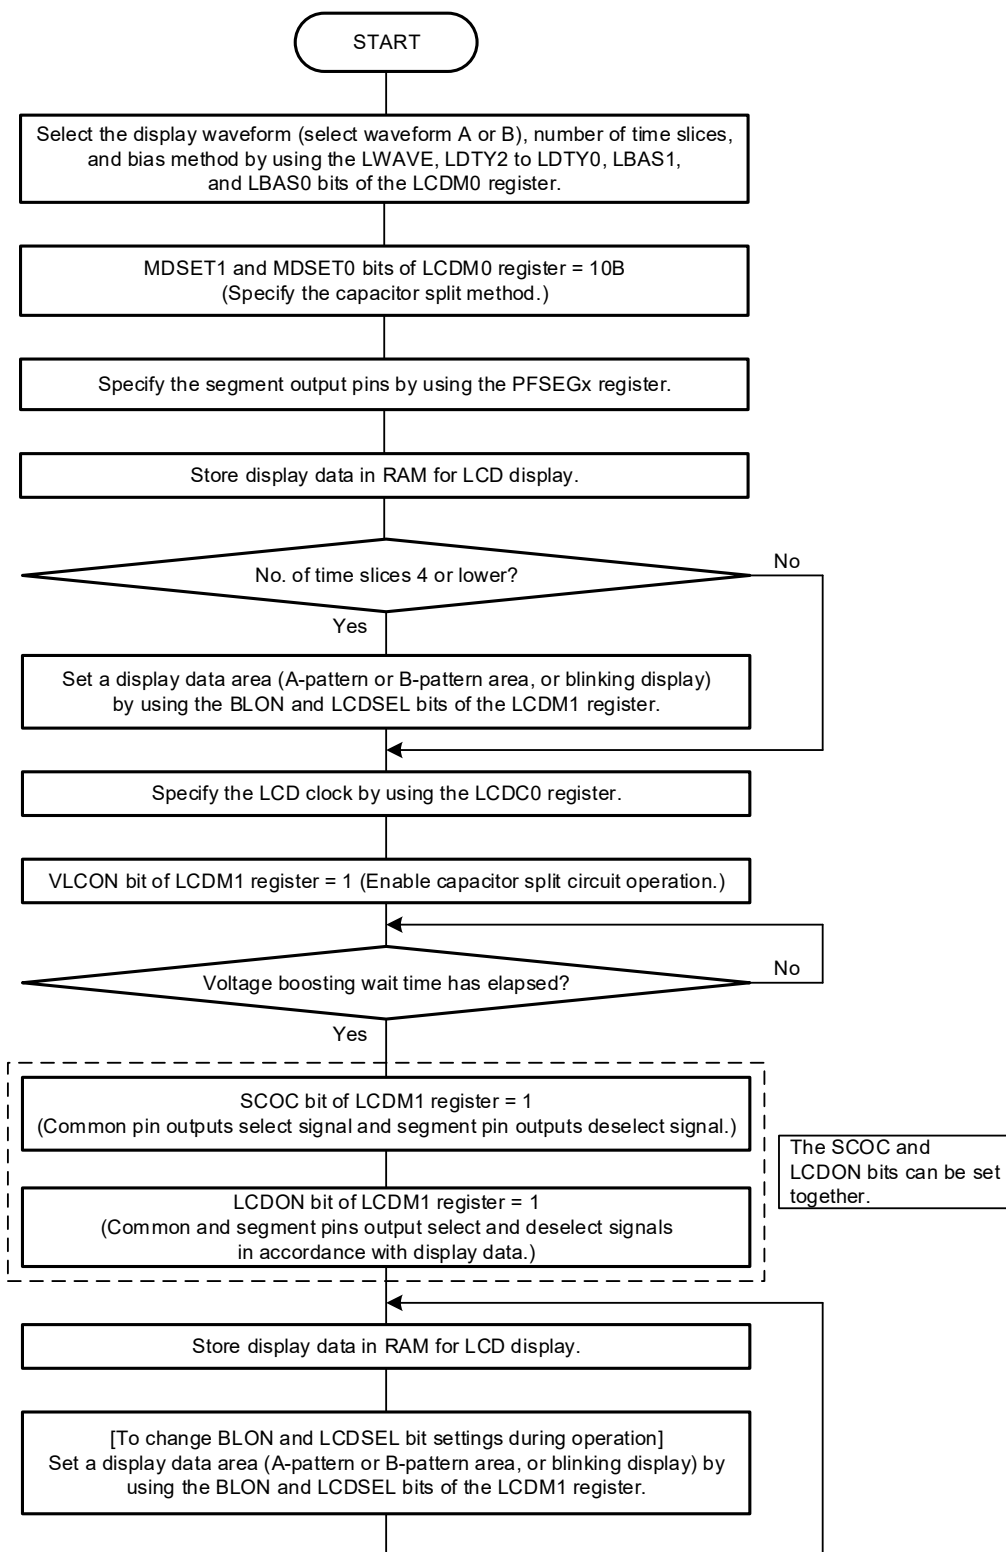 START
Select the display waveform (select waveform A or B), number of time slices,
and bias method by using the LWAVE, LDTY2 to LDTY0, LBAS1,
and LBAS0 bits of the LCDM0 register.
MDSET1 and MDSET0 bits of LCDM0 register = 10B
(Specify the capacitor split method.)
Specify the segment output pins by using the PFSEGx register.
Store display data in RAM for LCD display.
No. of time slices 4 or lower?
No
Yes
Set a display data area (A-pattern or B-pattern area, or blinking display)
by using the BLON and LCDSEL bits of the LCDM1 register.
Specify the LCD clock by using the LCDC0 register.
VLCON bit of LCDM1 register = 1 (Enable capacitor split circuit operation.)
Voltage boosting wait time has elapsed?
No
Yes
SCOC bit of LCDM1 register = 1
(Common pin outputs select signal and segment pin outputs deselect signal.)
The SCOC and
LCDON bits can be set
together.
LCDON bit of LCDM1 register = 1
(Common and segment pins output select and deselect signals
in accordance with display data.)
Store display data in RAM for LCD display.
[To change BLON and LCDSEL bit settings during operation]
Set a display data area (A-pattern or B-pattern area, or blinking display) by
using the BLON and LCDSEL bits of the LCDM1 register.